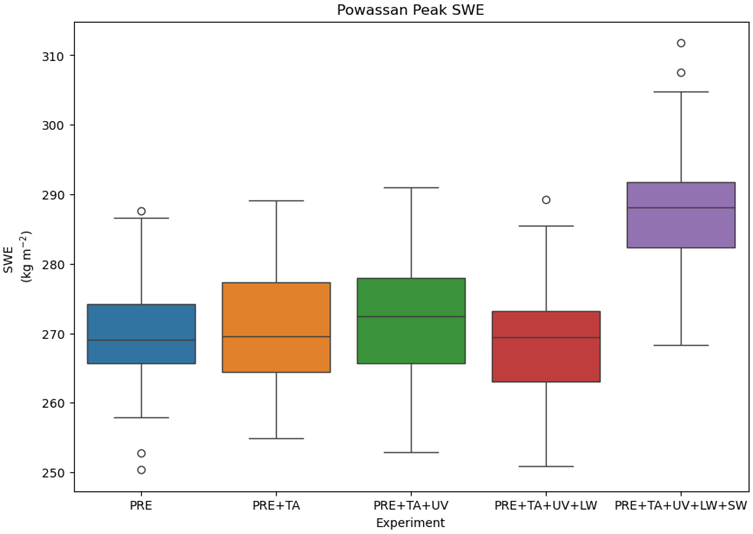 Powassan Peak SWE
310
300
290
280
270
260
250
SWE
(kg m⁻²)
PRE PRE+TA PRE+TA+UV PRE+TA+UV+LW PRE+TA+UV+LW+SW
Experiment